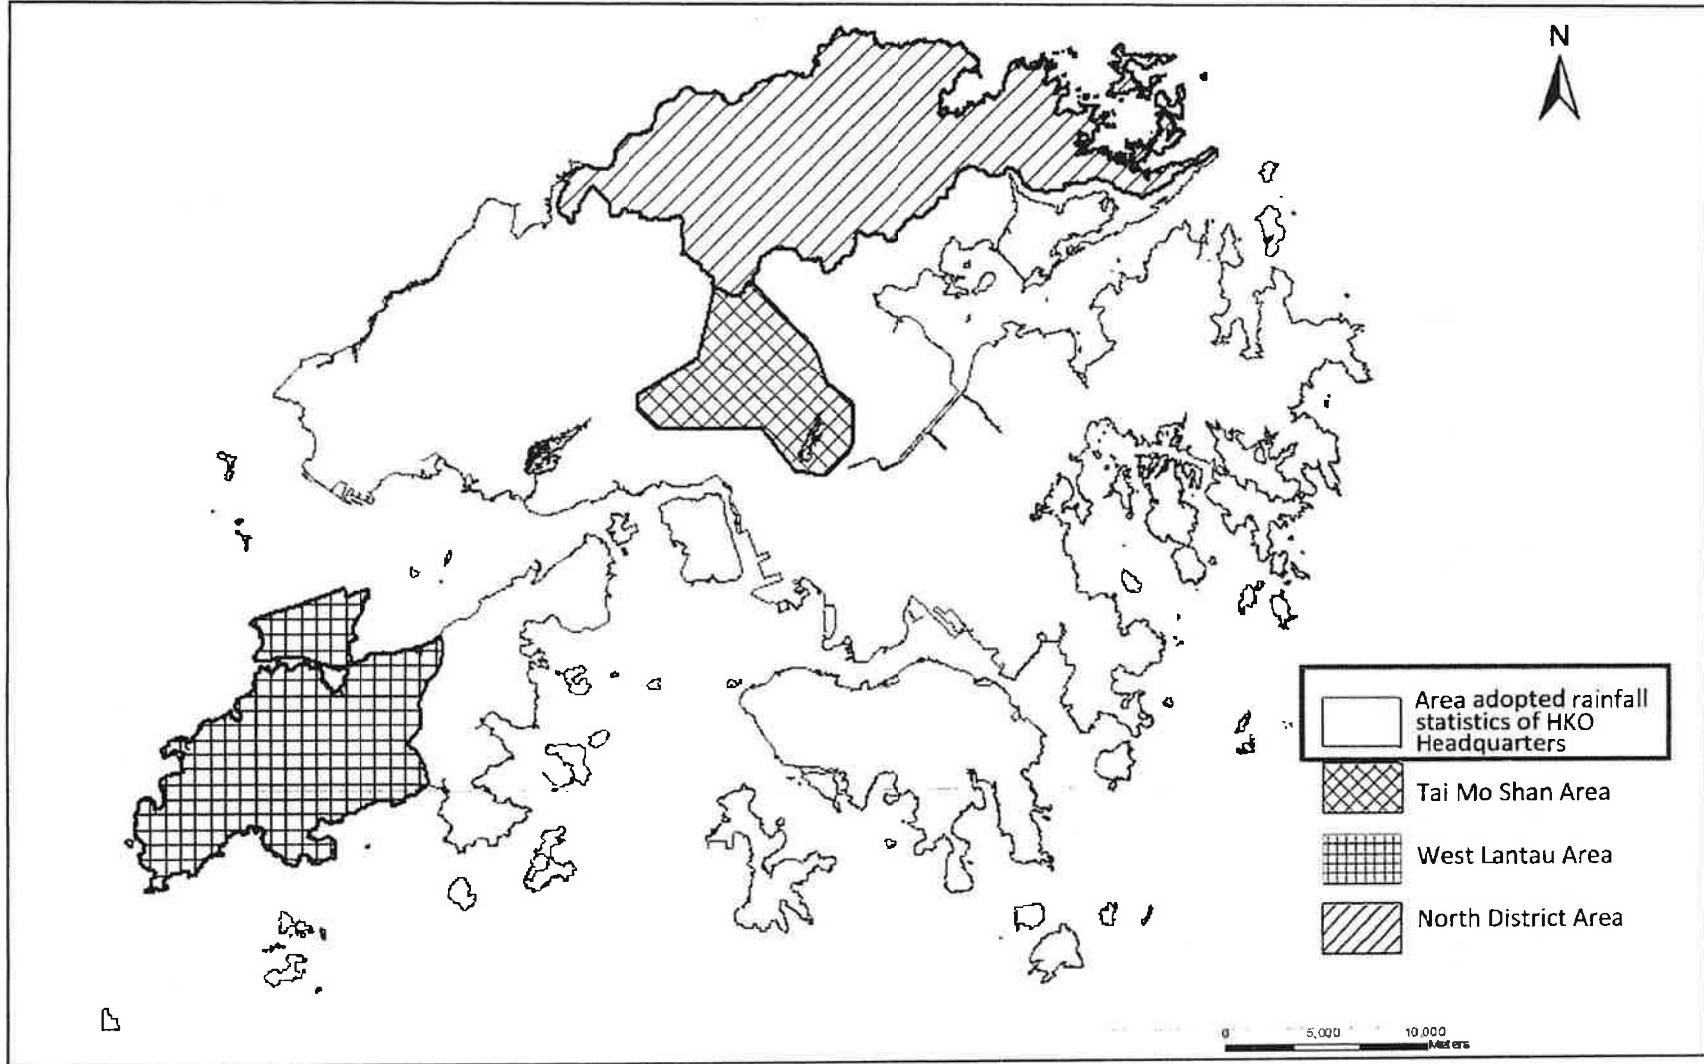 N
Area adopted rainfall
statistics of HKO
Headquarters
Tai Mo Shan Area
West Lantau Area
North District Area
0 5,000 10,000
Meters